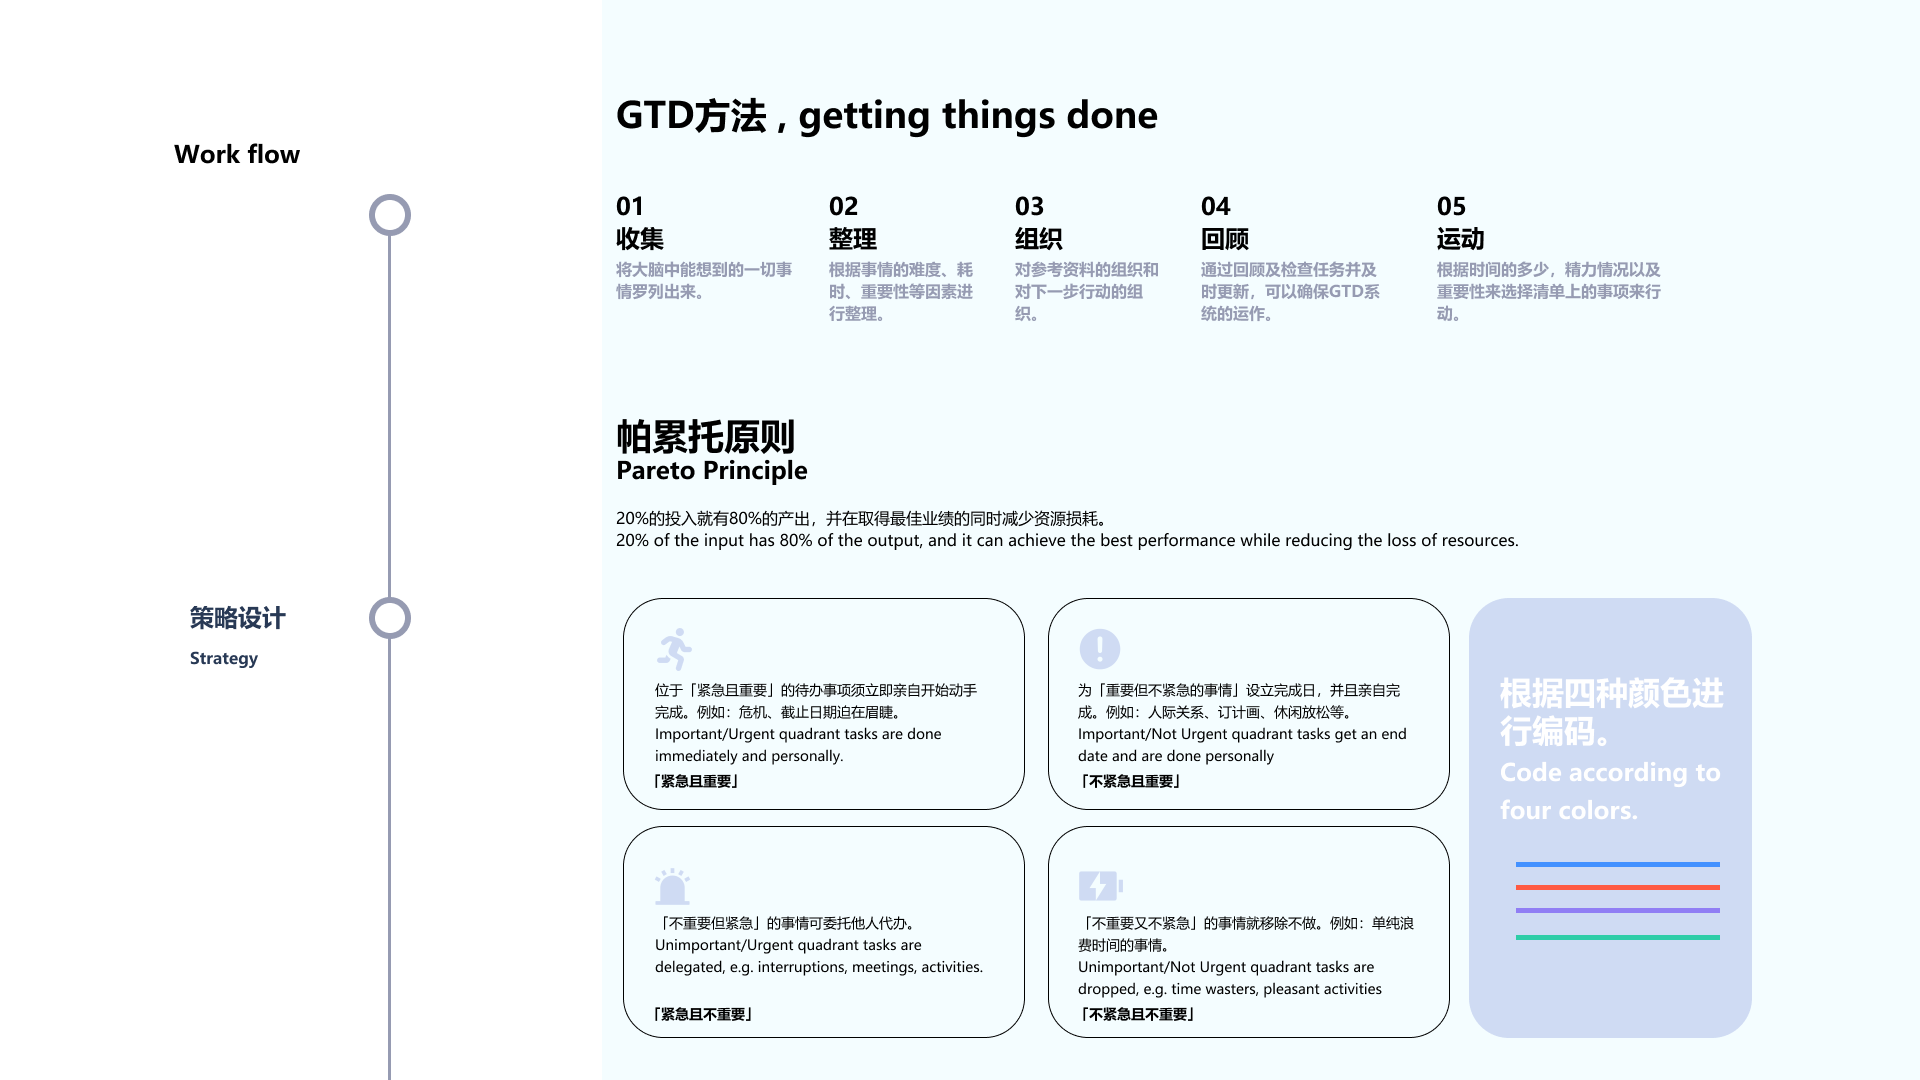 Work flow
GTD方法 , getting things done
01
收集
将大脑中能想到的一切事
情罗列出来。
02
整理
根据事情的难度、耗
时、重要性等因素进
行整理。
03
组织
对参考资料的组织和
对下一步行动的组
织。
04
回顾
通过回顾及检查任务并及
时更新，可以确保GTD系
统的运作。
05
运动
根据时间的多少，精力情况以及
重要性来选择清单上的事项来行
动。
帕累托原则
Pareto Principle
20%的投入就有80%的产出，并在取得最佳业绩的同时减少资源损耗。
20% of the input has 80% of the output, and it can achieve the best performance while reducing the loss of resources.
策略设计
Strategy
位于「紧急且重要」的待办事项须立即亲自开始动手
完成。例如：危机、截止日期迫在眉睫。
Important/Urgent quadrant tasks are done
immediately and personally.
「紧急且重要」
为「重要但不紧急的事情」设立完成日，并且亲自完
成。例如：人际关系、订计画、休闲放松等。
Important/Not Urgent quadrant tasks get an end
date and are done personally
「不紧急且重要」
「不重要但紧急」的事情可委托他人代办。
Unimportant/Urgent quadrant tasks are
delegated, e.g. interruptions, meetings, activities.
「紧急且不重要」
「不重要又不紧急」的事情就移除不做。例如：单纯浪
费时间的事情。
Unimportant/Not Urgent quadrant tasks are
dropped, e.g. time wasters, pleasant activities
「不紧急且不重要」
根据四种颜色进
行编码。
Code according to
four colors.